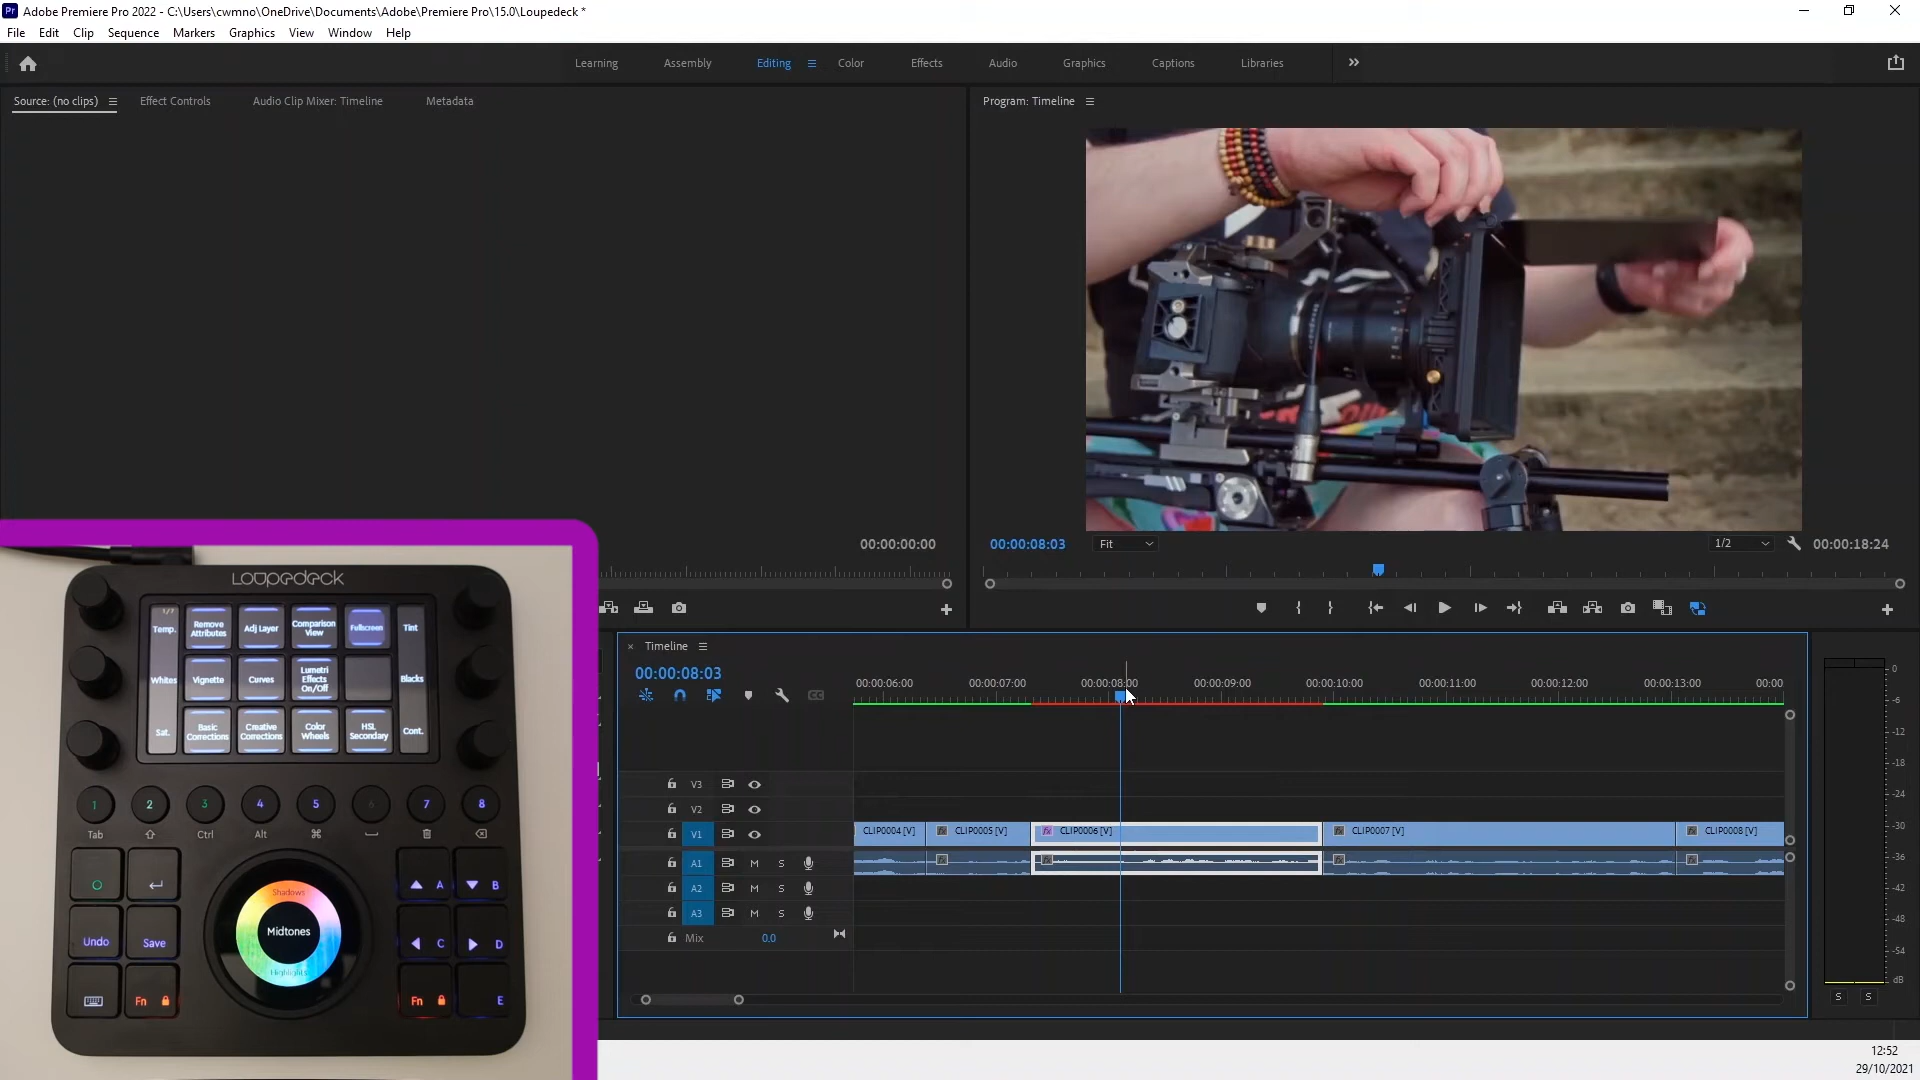 Pr Adobe Premiere Pro 2022 - C:\Users\cwmno\OneDrive\Documents\Adobe\Premiere Pro\15.0\Loupedeck *
File Edit Clip Sequence Markers Graphics View Window Help
Learning Assembly Editing Color Effects Audio Graphics Captions Libraries
Source: (no clips) Effect Controls Audio Clip Mixer: Timeline Metadata
Program: Timeline
00:00:00:00
00:00:08:03 Fit 1/2 00:00:18:24
Timeline
00:00:08:03
00:00:06:00 00:00:07:00 00:00:08:00 00:00:09:00 00:00:10:00 00:00:11:00 00:00:12:00 00:00:13:00 00:00
V3
V2
V1 CLIP0004 [V] CLIP0005 [V] CLIP0006 [V] CLIP0007 [V] CLIP0008 [V]
A1 M S
A2 M S
A3 M S
Mix 0.0
0
-6
-12
-18
-24
-30
-36
-42
-48
-54
dB
S S
Loupedeck
1/7
Temp. Remove Attributes Adj Layer Comparison View Fullscreen Tint
Whites Vignette Curves Lumetri Effects On/Off Blacks
Sat. Basic Corrections Creative Corrections Color Wheels HSL Secondary Cont.
1 2 3 4 5 6 7 8
Tab Ctrl Alt ⌘
A B
Undo Save C D
Fn Fn E
Shadows
Midtones
Highlights
12:52
29/10/2021